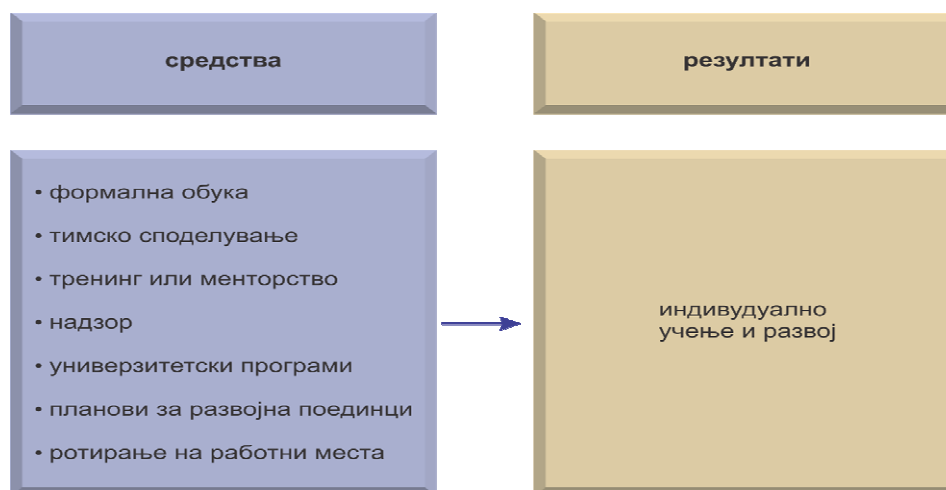 средства
резултати
• формална обука
• тимско споделување
• тренинг или менторство
• надзор
• универзитетски програми
• планови за развојна поединци
• ротирање на работни места
индивудуално
учење и развој